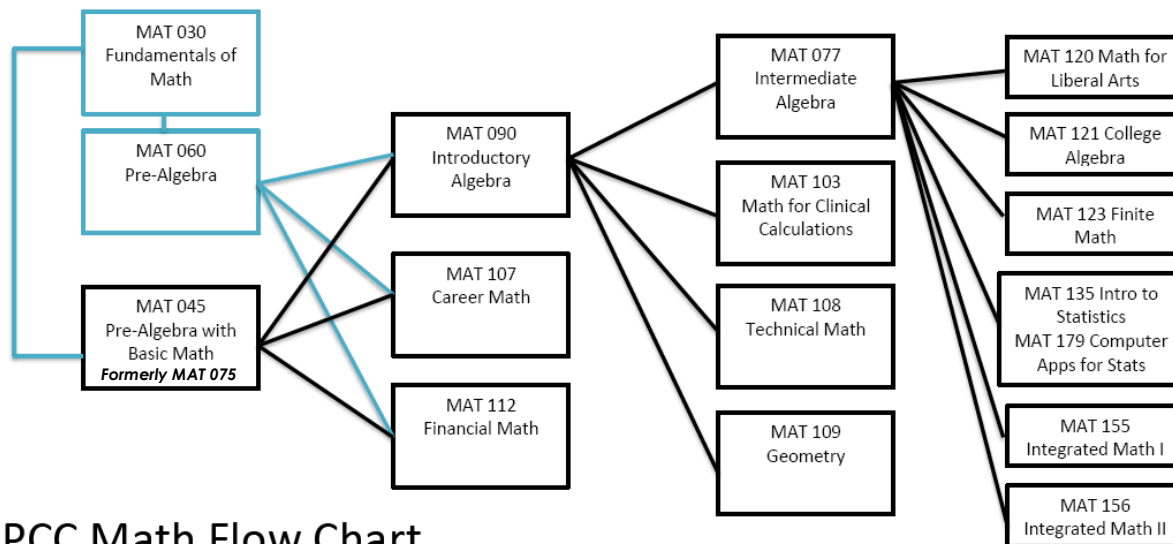 MAT 030
Fundamentals of
Math
MAT 060
Pre-Algebra
MAT 045
Pre-Algebra with
Basic Math
Formerly MAT 075
MAT 090
Introductory
Algebra
MAT 107
Career Math
MAT 112
Financial Math
MAT 077
Intermediate
Algebra
MAT 103
Math for Clinical
Calculations
MAT 108
Technical Math
MAT 109
Geometry
MAT 120 Math for
Liberal Arts
MAT 121 College
Algebra
MAT 123 Finite
Math
MAT 135 Intro to
Statistics
MAT 179 Computer
Apps for Stats
MAT 155
Integrated Math I
MAT 156
Integrated Math II
PCC Math Flow Chart